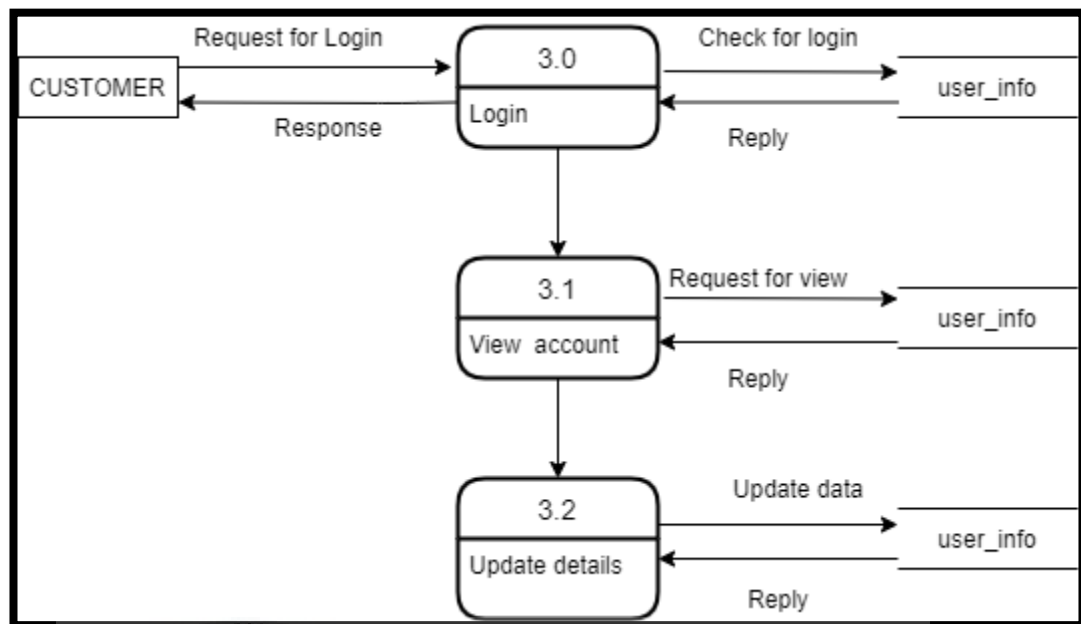 Request for Login
3.0
Check for login
CUSTOMER
Login
user_info
Response
Reply
3.1
Request for view
View account
user_info
Reply
3.2
Update data
Update details
user_info
Reply